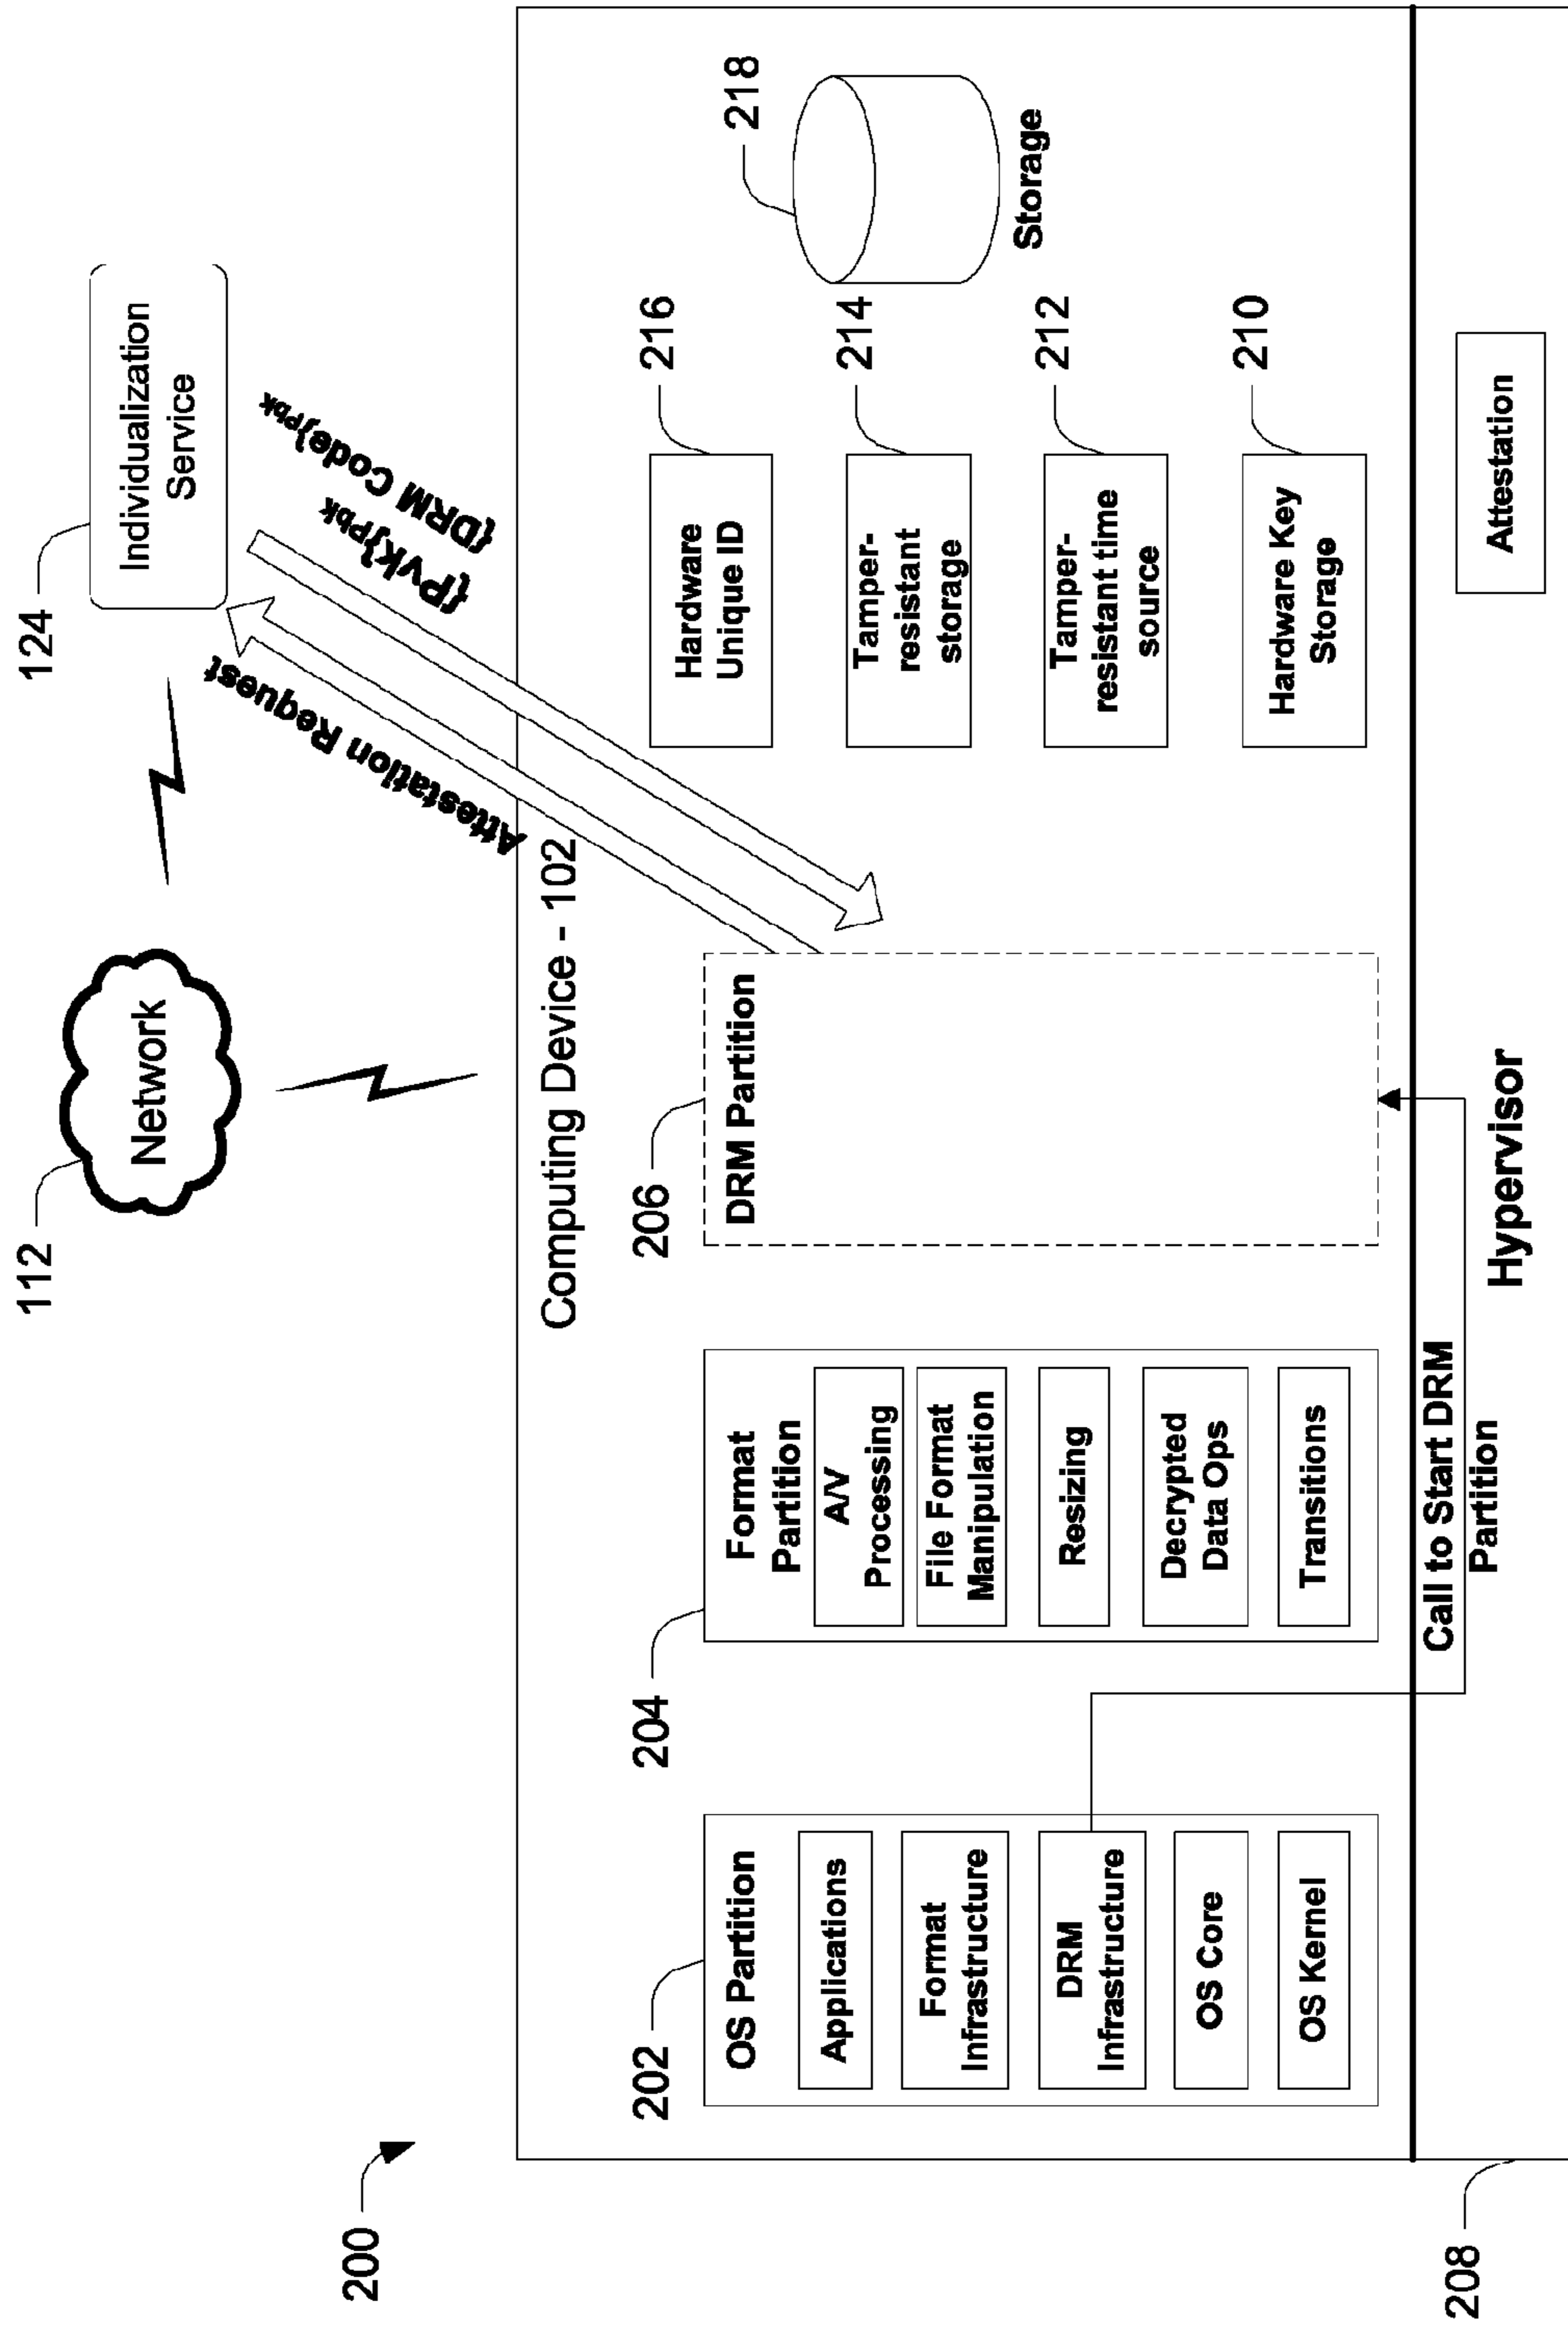 200
112
Network
124
Individualization
Service
Attestation Request
{Pvk}Pbk
{DRM Code}Pbk
Computing Device - 102
202
OS Partition
Applications
Format
Infrastructure
DRM
Infrastructure
OS Core
OS Kernel
204
Format
Partition
A/V
Processing
File Format
Manipulation
Resizing
Decrypted
Data Ops
Transitions
206
DRM Partition
216
Hardware
Unique ID
214
Tamper-
resistant
storage
212
Tamper-
resistant time
source
210
Hardware Key
Storage
218
Storage
208
Call to Start DRM
Partition
Hypervisor
Attestation